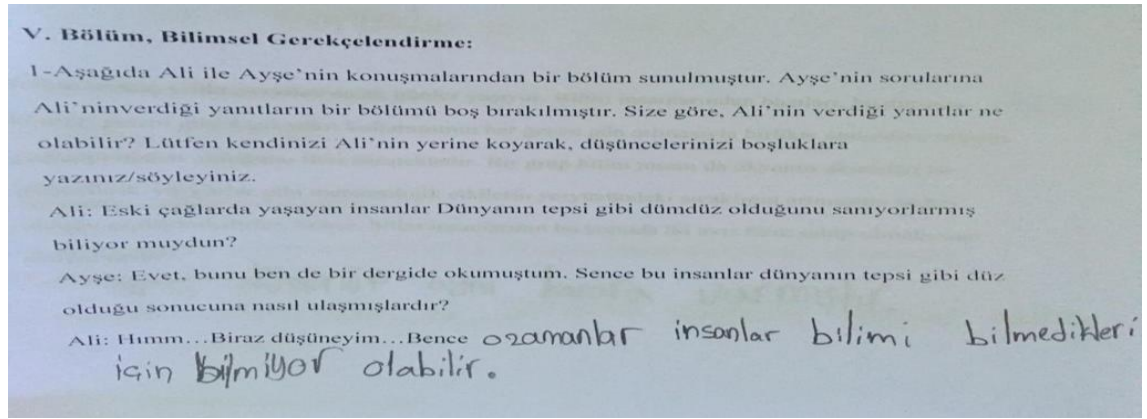 V. Bölüm, Bilimsel Gerekçelendirme:
1-Aşağıda Ali ile Ayşe'nin konuşmalarından bir bölüm sunulmuştur. Ayşe'nin sorularına
Ali'ninverdiği yanıtların bir bölümü boş bırakılmıştır. Size göre, Ali'nin verdiği yanıtlar ne
olabilir? Lütfen kendinizi Ali'nin yerine koyarak, düşüncelerinizi boşluklara
yazınız/söyleyiniz.
Ali: Eski çağlarda yaşayan insanlar Dünyanın tepsi gibi dümdüz olduğunu sanıyorlarmış
biliyor muydun?
Ayşe: Evet, bunu ben de bir dergide okumuştum. Sence bu insanlar dünyanın tepsi gibi düz
olduğu sonucuna nasıl ulaşmışlardır?
Ali: Hımm…Biraz düşüneyim…Bence ozamanlar insanlar bilimi bilmedikleri
için bilmiyor olabilir.